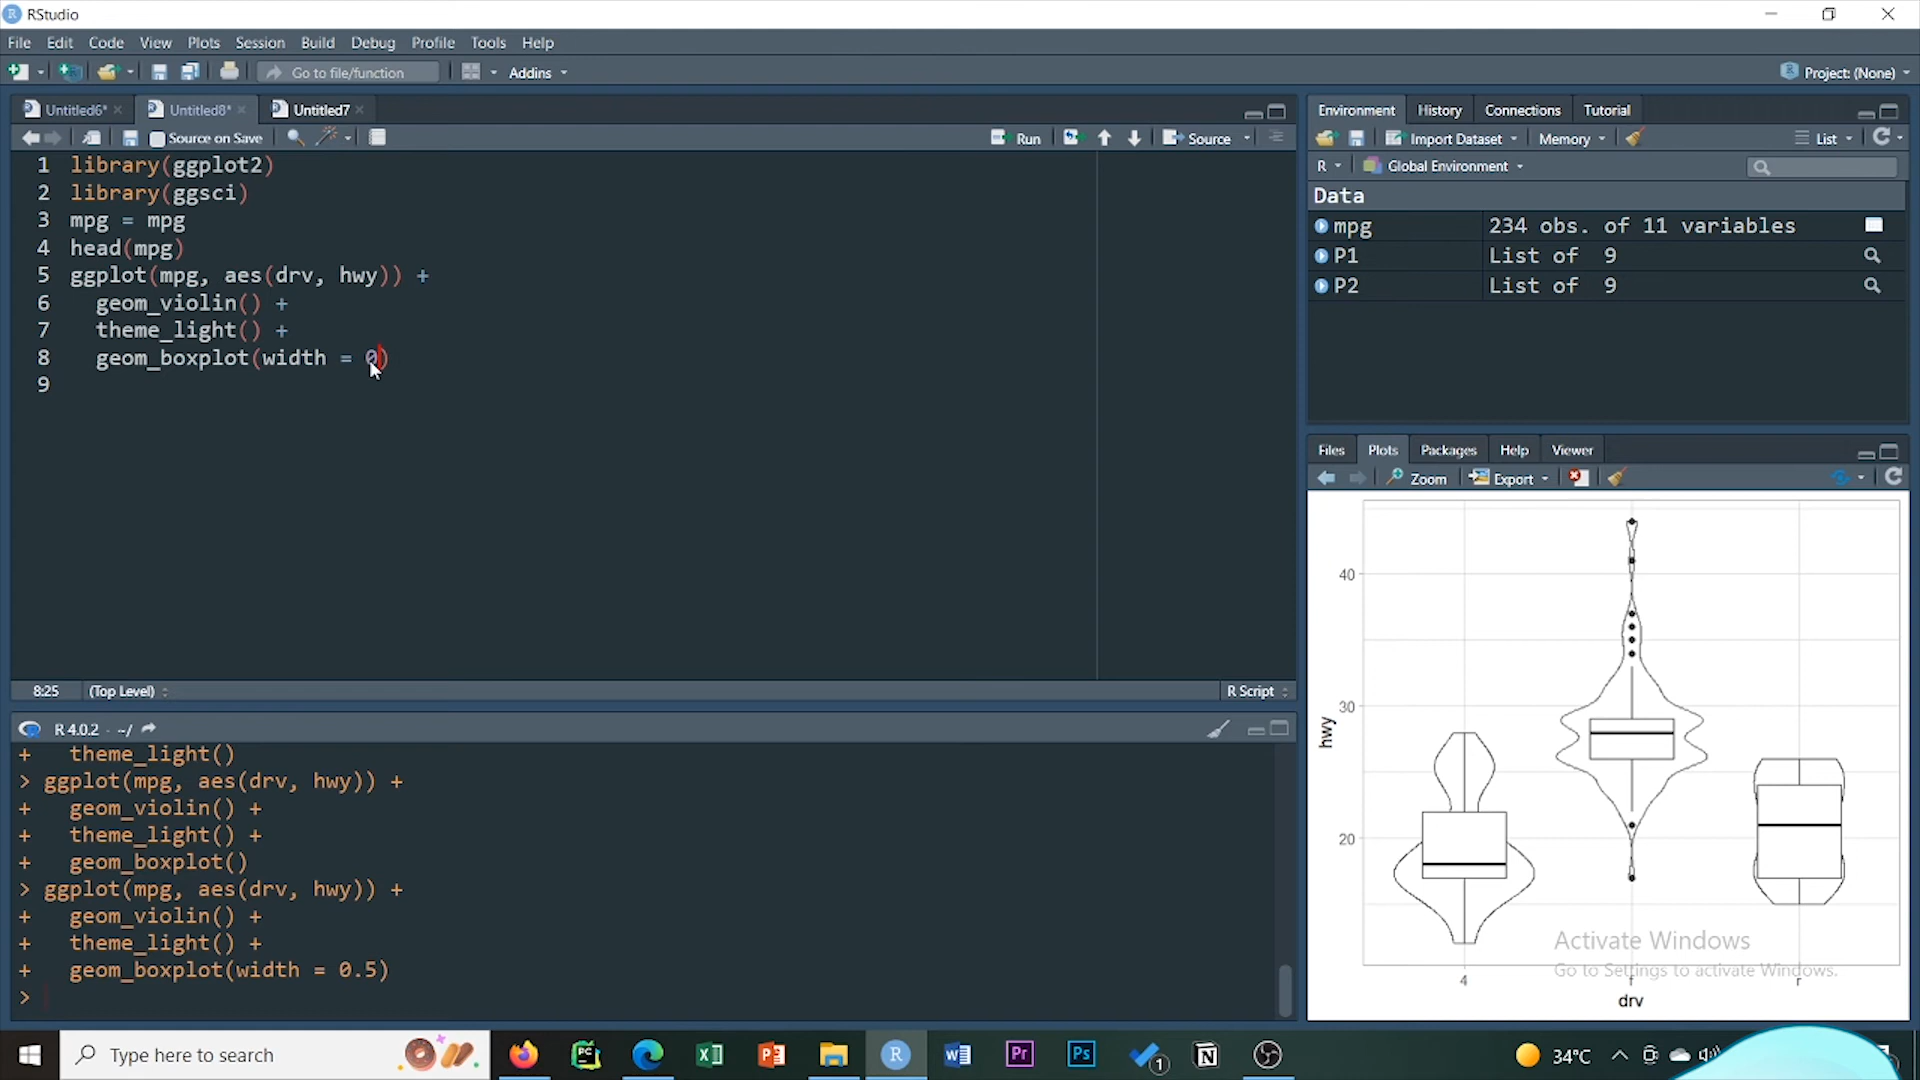 RStudio
File Edit Code View Plots Session Build Debug Profile Tools Help
Go to file/function Addins Project: (None)
Untitled6* Untitled8* Untitled7
Source on Save Run Source
1 library(ggplot2)
2 library(ggsci)
3 mpg = mpg
4 head(mpg)
5 ggplot(mpg, aes(drv, hwy)) +
6 geom_violin() +
7 theme_light() +
8 geom_boxplot(width = 0)
9
8:25 (Top Level) R Script
R 4.0.2 · ~/
+ theme_light()
> ggplot(mpg, aes(drv, hwy)) +
+ geom_violin() +
+ theme_light() +
+ geom_boxplot()
> ggplot(mpg, aes(drv, hwy)) +
+ geom_violin() +
+ theme_light() +
+ geom_boxplot(width = 0.5)
>
Environment History Connections Tutorial
Import Dataset Memory List
R Global Environment
Data
mpg 234 obs. of 11 variables
P1 List of 9
P2 List of 9
Files Plots Packages Help Viewer
Zoom Export
40
30
20
hwy
4 f r
drv
Activate Windows
Go to Settings to activate Windows.
Type here to search
PC
Pr
Ps
1
34°C